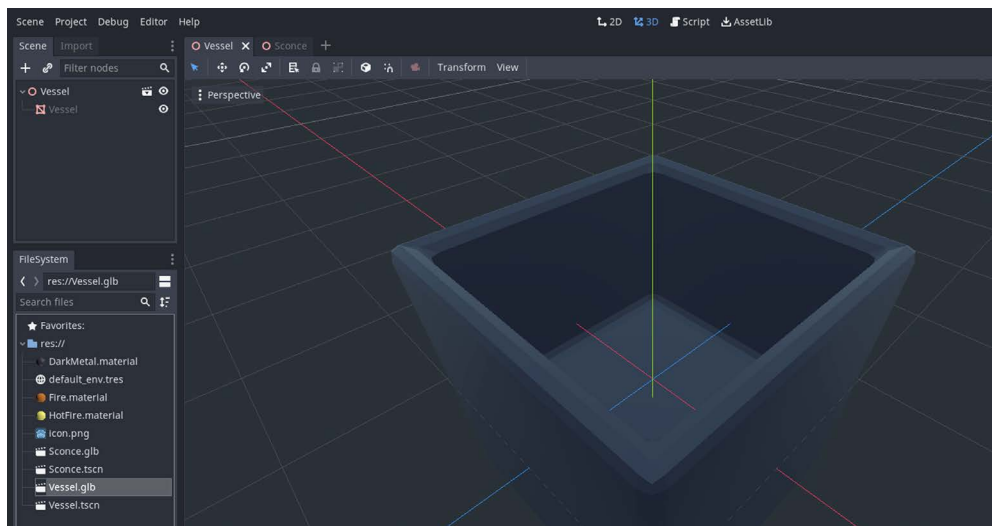 Scene Project Debug Editor Help
2D 3D Script AssetLib
Scene Import
Filter nodes
Vessel
Vessel
Vessel Sconce
Transform View
Perspective
FileSystem
res://Vessel.glb
Search files
Favorites:
res://
DarkMetal.material
default_env.tres
Fire.material
HotFire.material
icon.png
Sconce.glb
Sconce.tscn
Vessel.glb
Vessel.tscn